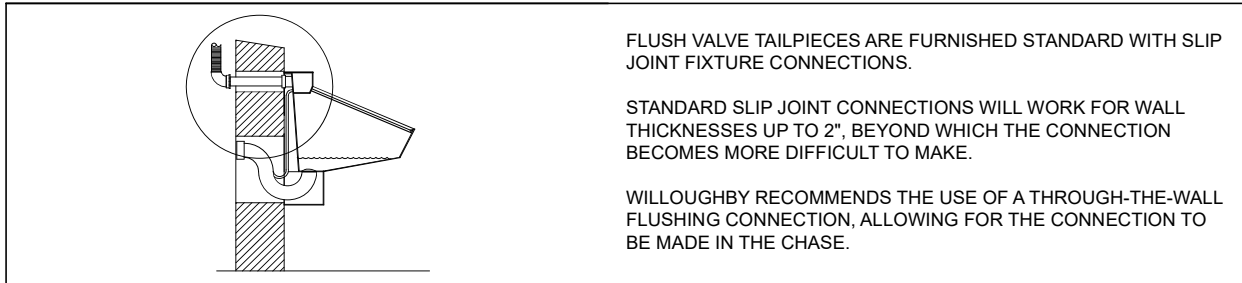 FLUSH VALVE TAILPIECES ARE FURNISHED STANDARD WITH SLIP
JOINT FIXTURE CONNECTIONS.
STANDARD SLIP JOINT CONNECTIONS WILL WORK FOR WALL
THICKNESSES UP TO 2", BEYOND WHICH THE CONNECTION
BECOMES MORE DIFFICULT TO MAKE.
WILLOUGHBY RECOMMENDS THE USE OF A THROUGH-THE-WALL
FLUSHING CONNECTION, ALLOWING FOR THE CONNECTION TO
BE MADE IN THE CHASE.